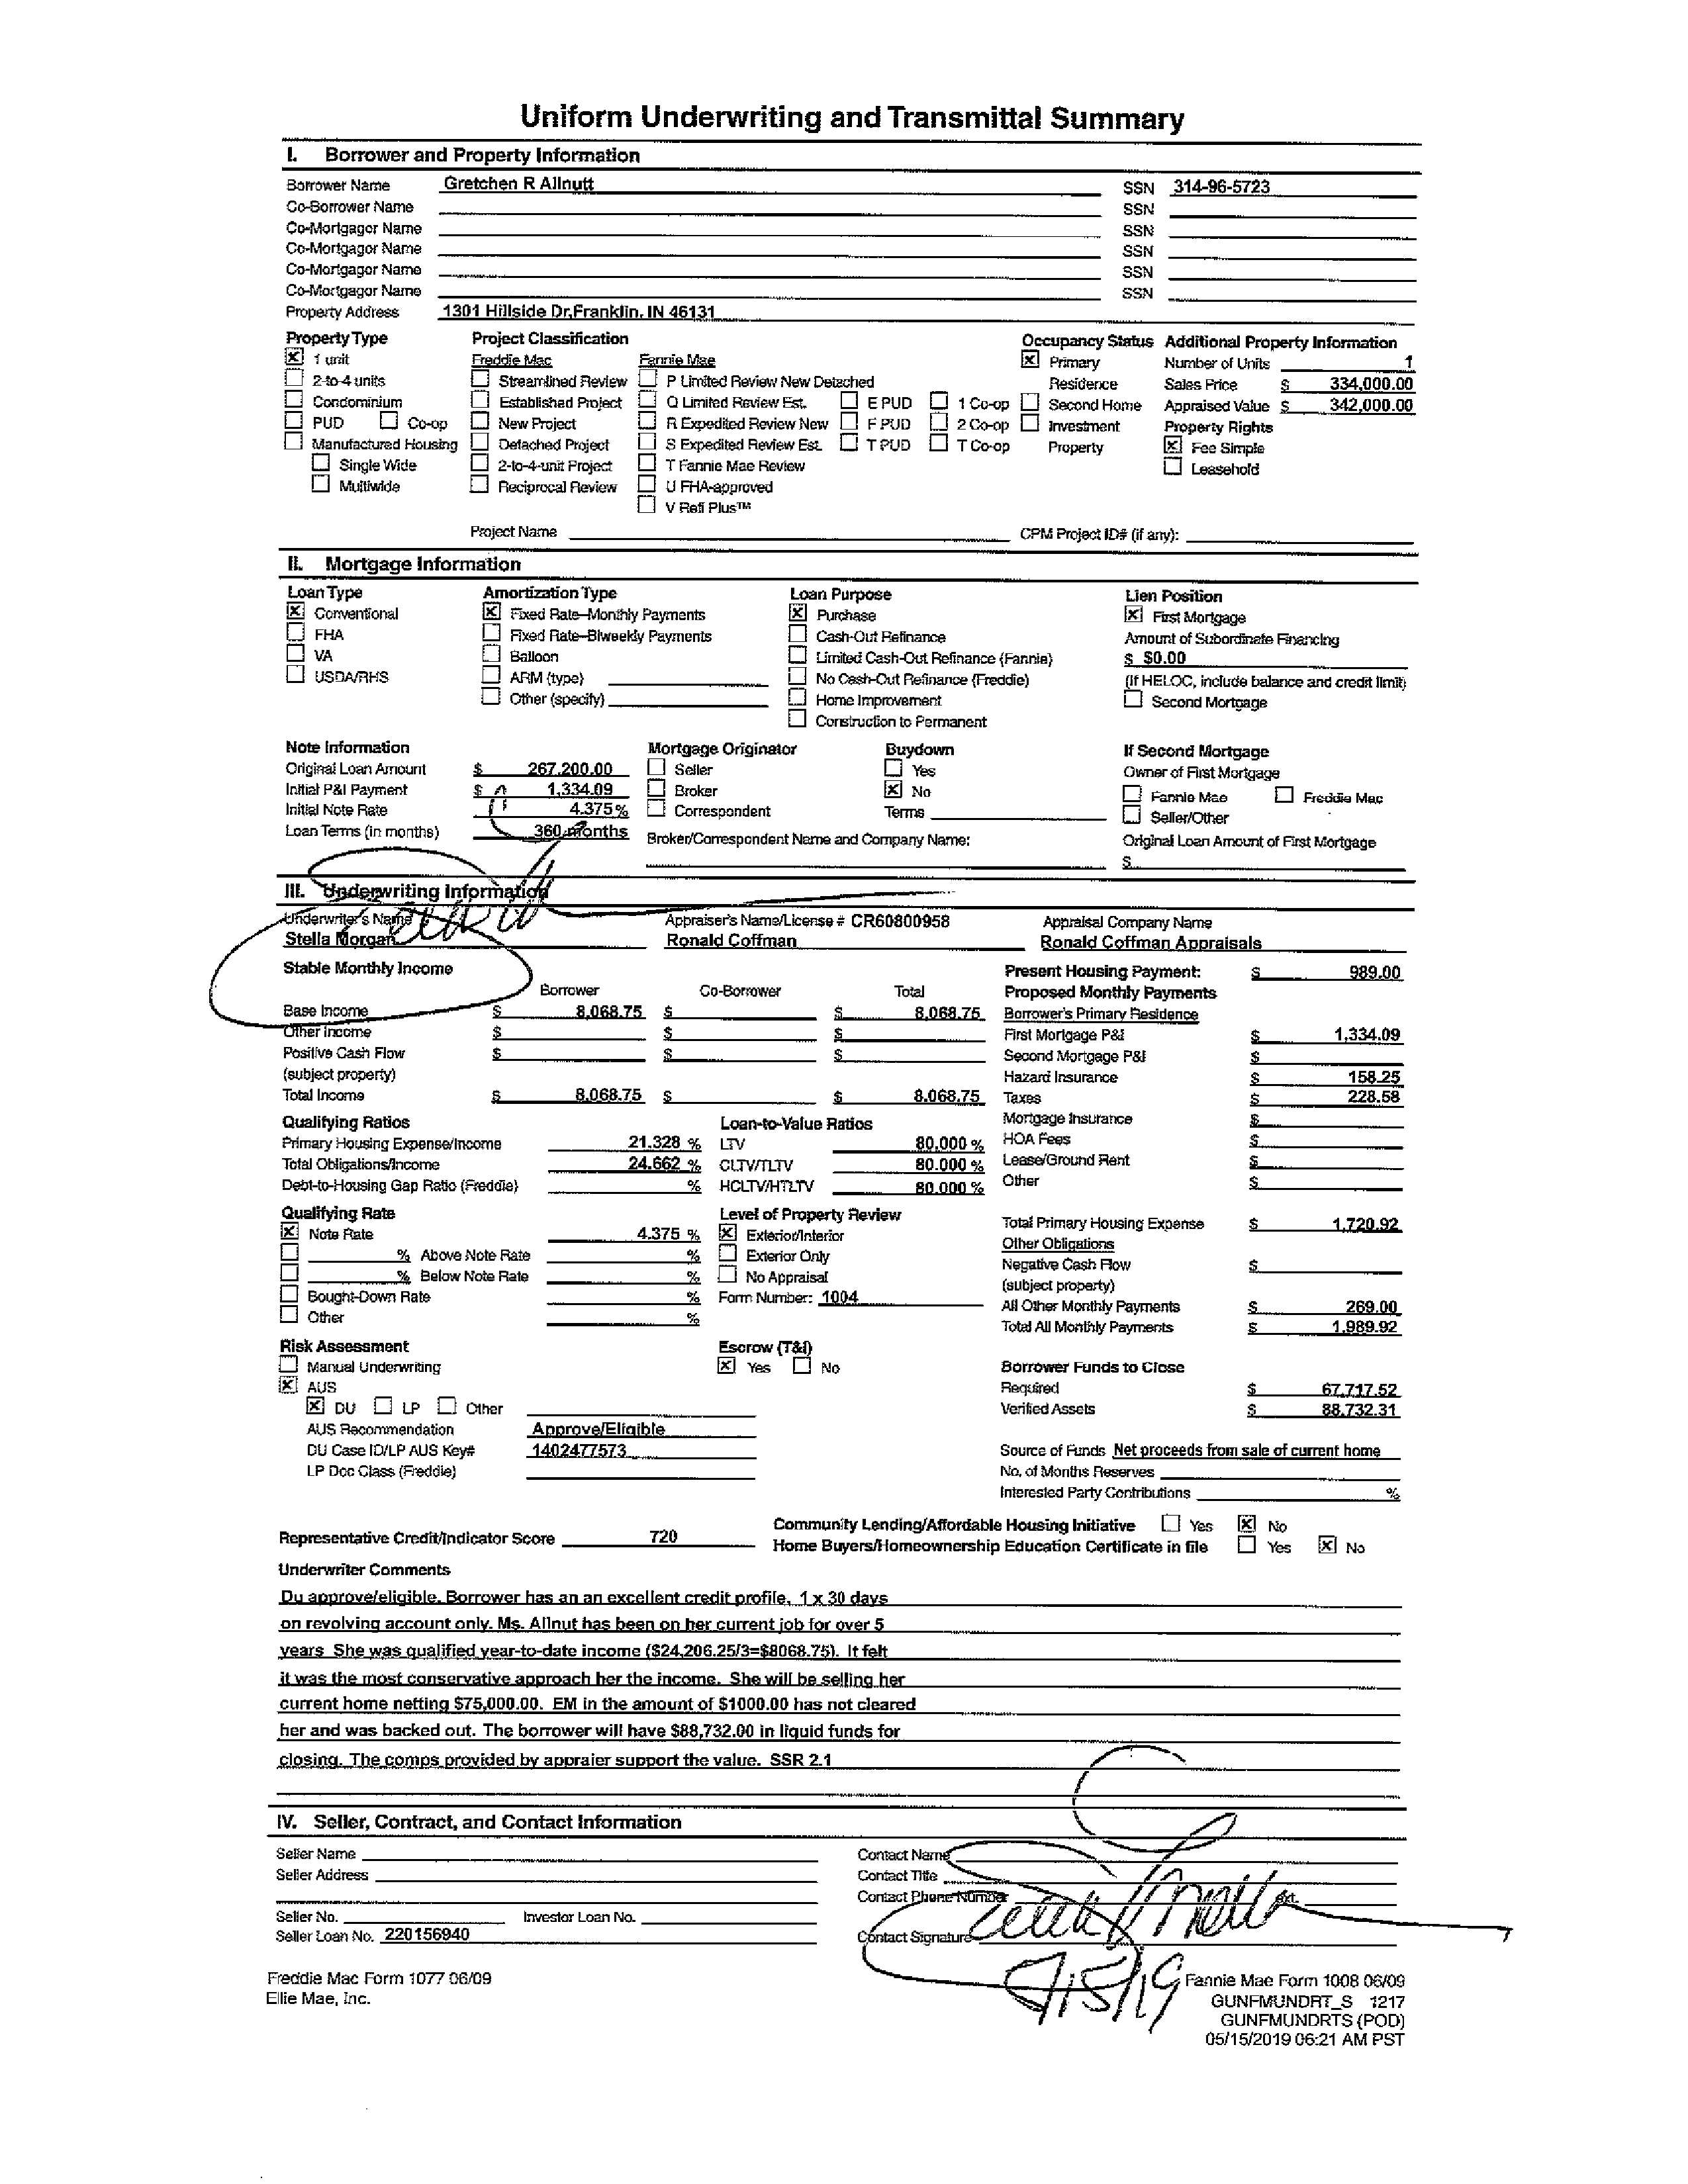 Uniform Underwriting and Transmittal Summary
I. Borrower and Property Information
Borrower Name Gretchen R Allnutt SSN 314-96-5723
Co-Borrower Name SSN
Co-Mortgagor Name SSN
Co-Mortgagor Name SSN
Co-Mortgagor Name SSN
Co-Mortgagor Name SSN
Property Address 1301 Hillside Dr,Franklin, IN 46131
Property Type Project Classification Occupancy Status Additional Property Information
1 unit Freddie Mac Fannie Mae Primary Number of Units 1
2-to-4 units Streamlined Review P Limited Review New Detached Residence Sales Price $ 334,000.00
Condominium Established Project Q Limited Review Est. E PUD 1 Co-op Second Home Appraised Value $ 342,000.00
PUD Co-op New Project R Expedited Review New F PUD 2 Co-op Investment Property Rights
Manufactured Housing Detached Project S Expedited Review Est. T PUD T Co-op Property Fee Simple
Single Wide 2-to-4-unit Project T Fannie Mae Review Leasehold
Multiwide Reciprocal Review U FHA-approved
V Refi Plus™
Project Name CPM Project ID# (if any):
II. Mortgage Information
Loan Type Amortization Type Loan Purpose Lien Position
Conventional Fixed Rate–Monthly Payments Purchase First Mortgage
FHA Fixed Rate–Biweekly Payments Cash-Out Refinance Amount of Subordinate Financing
VA Balloon Limited Cash-Out Refinance (Fannie) $ $0.00
USDA/RHS ARM (type) No Cash-Out Refinance (Freddie) (If HELOC, include balance and credit limit)
Other (specify) Home Improvement Second Mortgage
Construction to Permanent
Note Information Mortgage Originator Buydown If Second Mortgage
Original Loan Amount $ 267,200.00 Seller Yes Owner of First Mortgage
Initial P&I Payment $ 1,334.09 Broker No Fannie Mae Freddie Mac
Initial Note Rate 4.375% Correspondent Terms Seller/Other
Loan Terms (in months) 360 months Broker/Correspondent Name and Company Name: Original Loan Amount of First Mortgage
$
III. Underwriting Information
Underwriter's Name Appraiser's Name/License # CR60800958 Appraisal Company Name
Stella Morgan Ronald Coffman Ronald Coffman Appraisals
Stable Monthly Income Present Housing Payment: $ 989.00
Borrower Co-Borrower Total Proposed Monthly Payments
Base Income $ 8,068.75 $ $ 8,068.75 Borrower's Primary Residence
Other Income $ $ $ First Mortgage P&I $ 1,334.09
Positive Cash Flow $ $ $ Second Mortgage P&I $
(subject property) Hazard Insurance $ 158.25
Total Income $ 8,068.75 $ $ 8,068.75 Taxes $ 228.58
Qualifying Ratios Loan-to-Value Ratios Mortgage Insurance $
Primary Housing Expense/Income 21.328 % LTV 80.000 % HOA Fees $
Total Obligations/Income 24.662 % CLTV/TLTV 80.000 % Lease/Ground Rent $
Debt-to-Housing Gap Ratio (Freddie) % HCLTV/HTLTV 80.000 % Other $
Qualifying Rate Level of Property Review
Note Rate 4.375 % Exterior/Interior Total Primary Housing Expense $ 1,720.92
% Above Note Rate % Exterior Only Other Obligations
% Below Note Rate % No Appraisal Negative Cash Flow $
Bought-Down Rate % Form Number: 1004 (subject property)
Other % All Other Monthly Payments $ 269.00
Total All Monthly Payments $ 1,989.92
Risk Assessment Escrow (T&I)
Manual Underwriting Yes No Borrower Funds to Close
AUS Required $ 67,717.52
DU LP Other Verified Assets $ 88,732.31
AUS Recommendation Approve/Eligible
DU Case ID/LP AUS Key# 1402477573 Source of Funds Net proceeds from sale of current home
LP Doc Class (Freddie) No. of Months Reserves
Interested Party Contributions %
Community Lending/Affordable Housing Initiative Yes No
Representative Credit/Indicator Score 720 Home Buyers/Homeownership Education Certificate in file Yes No
Underwriter Comments
Du approve/eligible. Borrower has an an excellent credit profile, 1 x 30 days
on revolving account only. Ms. Allnut has been on her current job for over 5
years She was qualified year-to-date income ($24,206.25/3=$8068.75). It felt
it was the most conservative approach her the income. She will be selling her
current home netting $75,000.00. EM in the amount of $1000.00 has not cleared
her and was backed out. The borrower will have $88,732.00 in liquid funds for
closing. The comps provided by appraier support the value. SSR 2.1
IV. Seller, Contract, and Contact Information
Seller Name Contact Name
Seller Address Contact Title
Contact Phone Number ext.
Seller No. Investor Loan No.
Seller Loan No. 220156940 Contact Signature
5/15/19
Freddie Mac Form 1077 06/09 Fannie Mae Form 1008 06/09
Ellie Mae, Inc. GUNFMUNDRT_S 1217
GUNFMUNDRTS (POD)
05/15/2019 06:21 AM PST